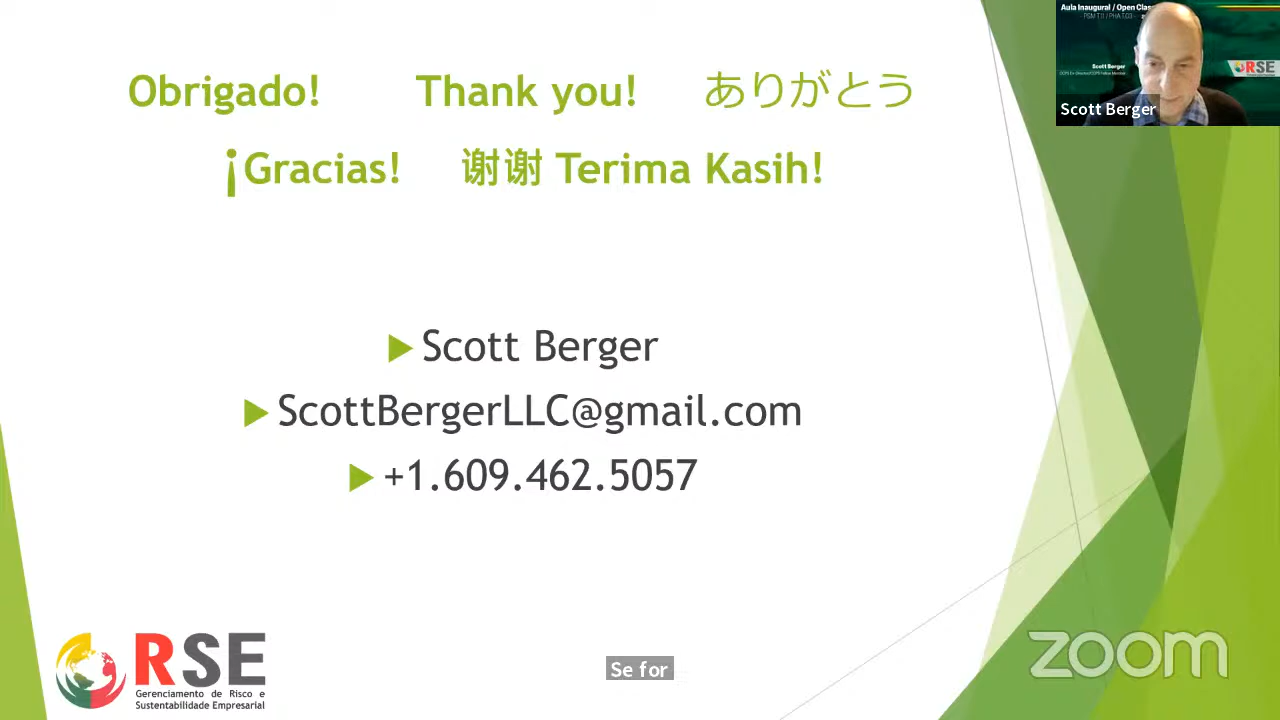 Obrigado! Thank you! ありがとう
¡Gracias! 谢谢 Terima Kasih!
Scott Berger
ScottBergerLLC@gmail.com
+1.609.462.5057
RSE
Gerenciamento de Risco e
Sustentabilidade Empresarial
Se for
zoom
Aula Inaugural / Open Clas
Scott Berger
RSE
Scott Berger